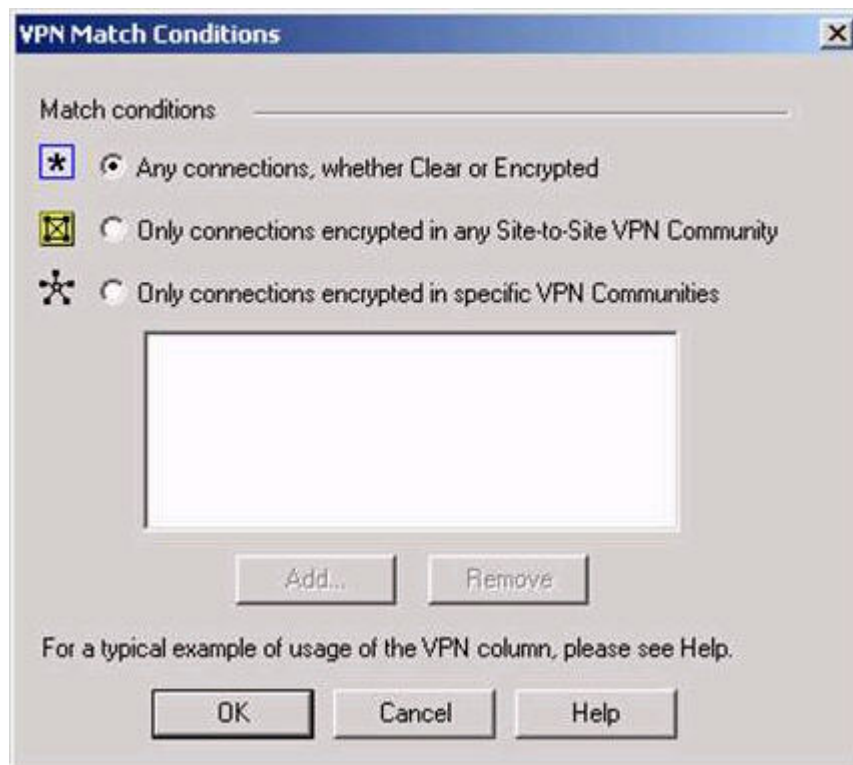 VPN Match Conditions
Match conditions
Any connections, whether Clear or Encrypted
Only connections encrypted in any Site-to-Site VPN Community
Only connections encrypted in specific VPN Communities
Add... Remove
For a typical example of usage of the VPN column, please see Help.
OK Cancel Help